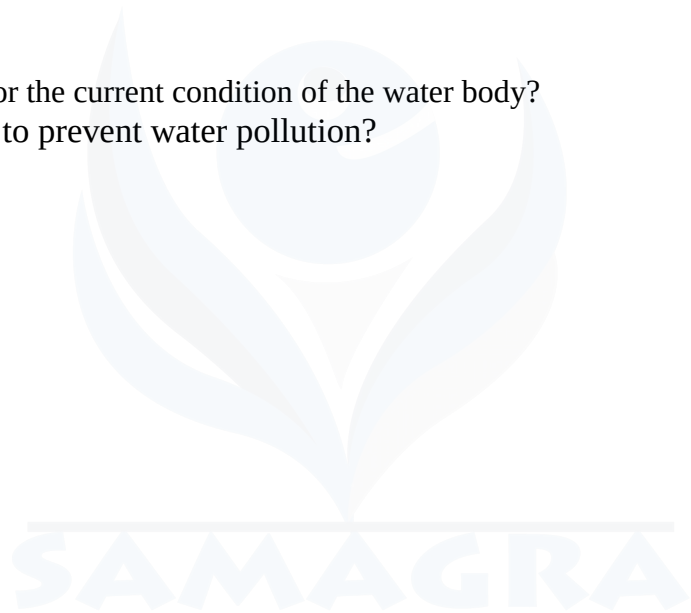 or the current condition of the water body?
to prevent water pollution?
SAMAGRA